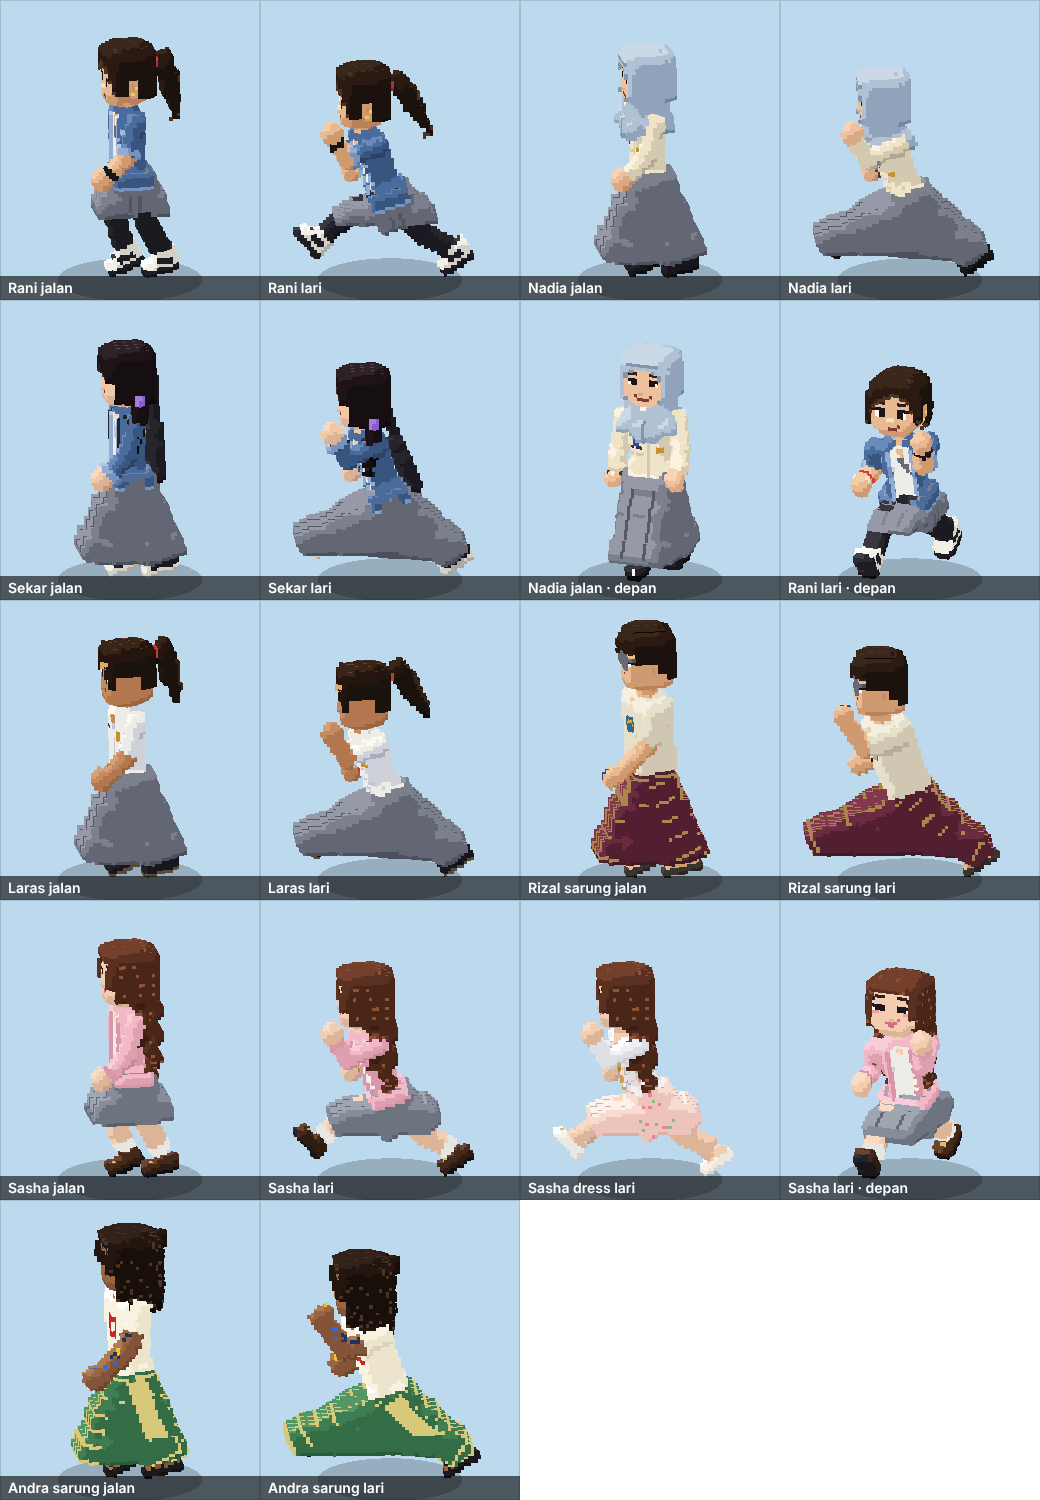 Rani jalan
Rani lari
Nadia jalan
Nadia lari
Sekar jalan
Sekar lari
Nadia jalan · depan
Rani lari · depan
Laras jalan
Laras lari
Rizal sarung jalan
Rizal sarung lari
Sasha jalan
Sasha lari
Sasha dress lari
Sasha lari · depan
Andra sarung jalan
Andra sarung lari